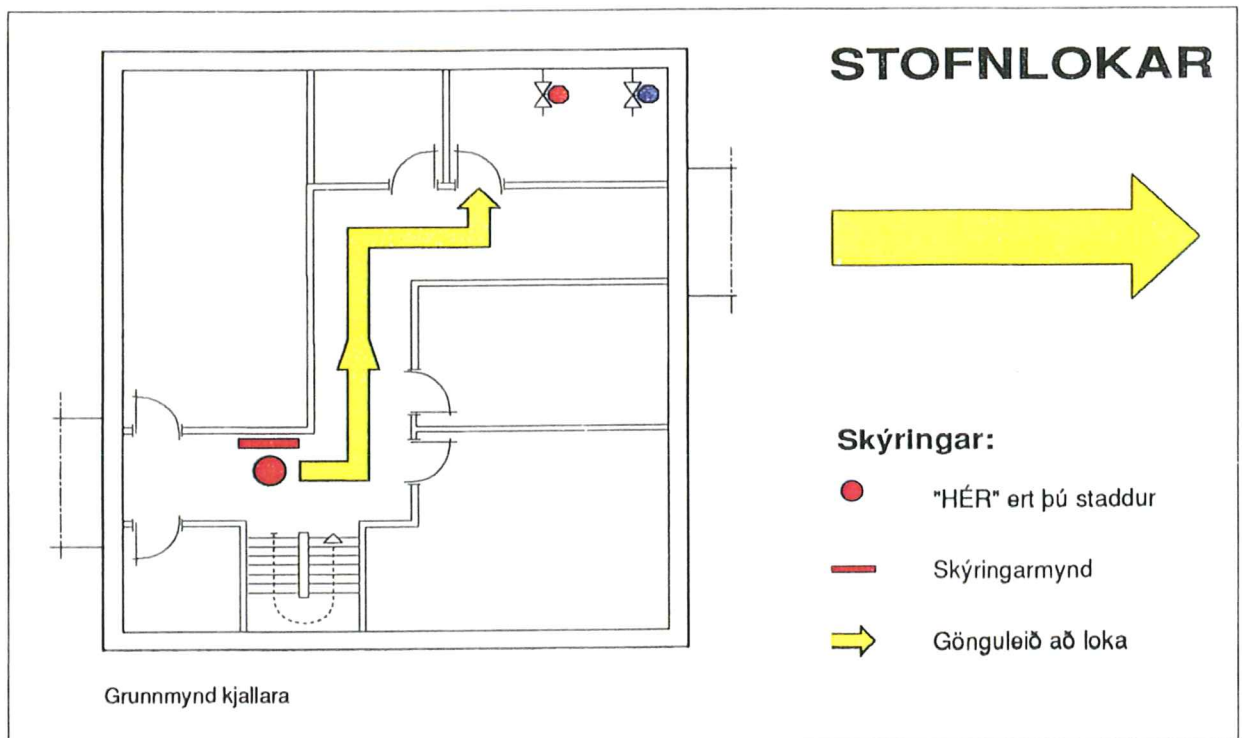 STOFNLOKAR
Skýringar:
"HÉR" ert þú staddur
Skýringarmynd
Gönguleið að loka
Grunnmynd kjallara